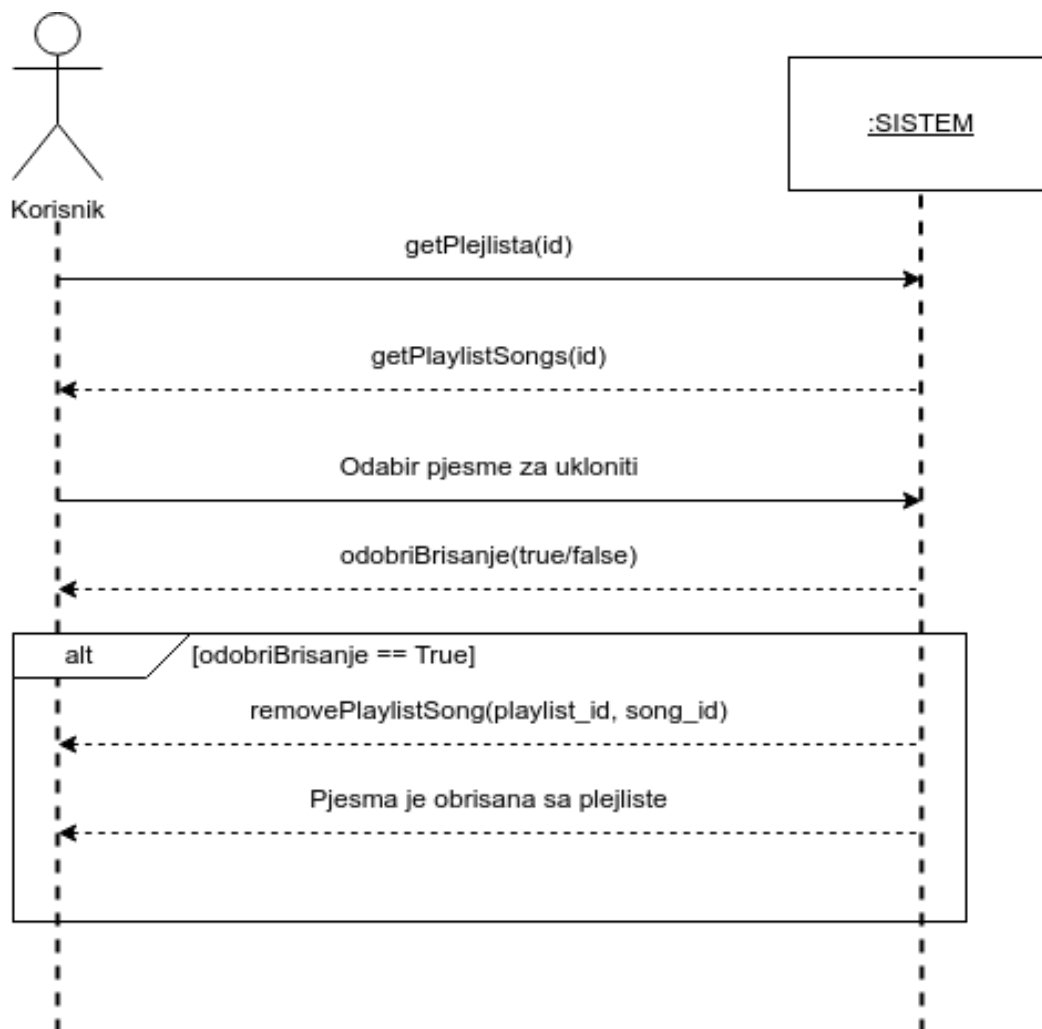 :SISTEM
Korisnik
getPlejlista(id)
getPlaylistSongs(id)
Odabir pjesme za ukloniti
odobriBrisanje(true/false)
alt [odobriBrisanje == True]
removePlaylistSong(playlist_id, song_id)
Pjesma je obrisana sa plejliste